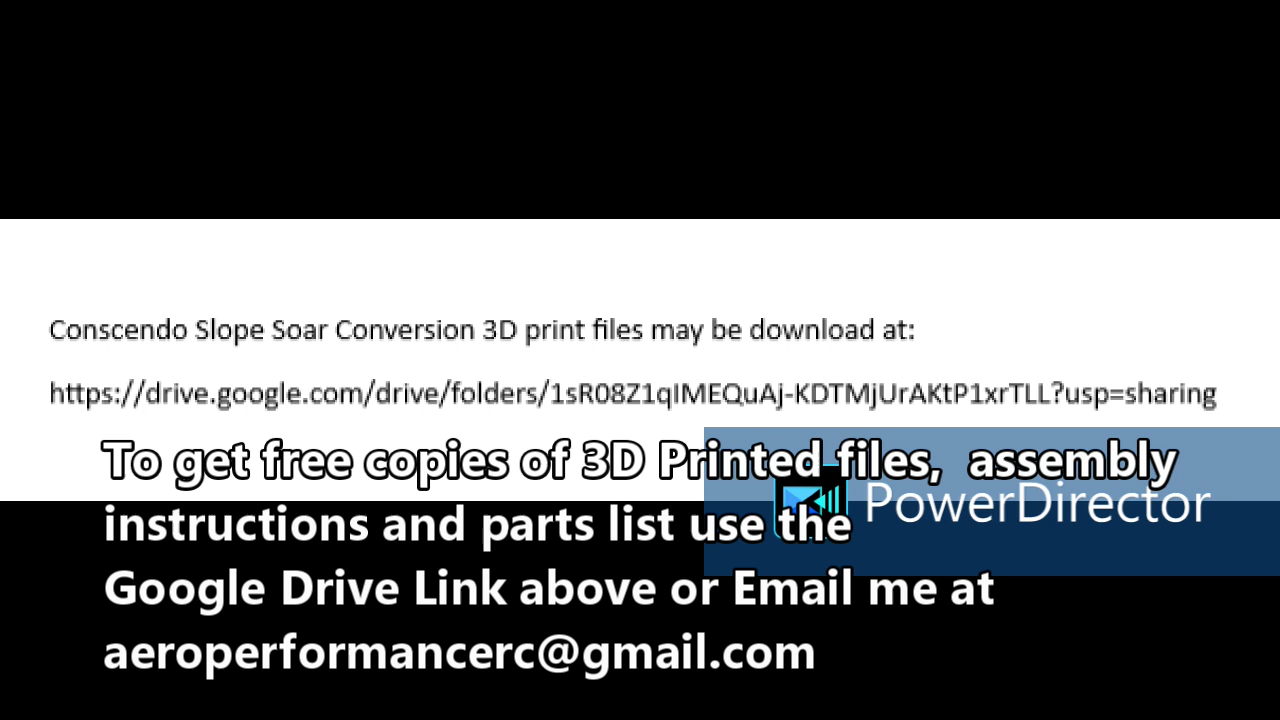 Conscendo Slope Soar Conversion 3D print files may be download at:
https://drive.google.com/drive/folders/1sR08Z1qIMEQuAj-KDTMjUrAKtP1xrTLL?usp=sharing
To get free copies of 3D Printed files, assembly
instructions and parts list use the
PowerDirector
Google Drive Link above or Email me at
aeroperformancerc@gmail.com